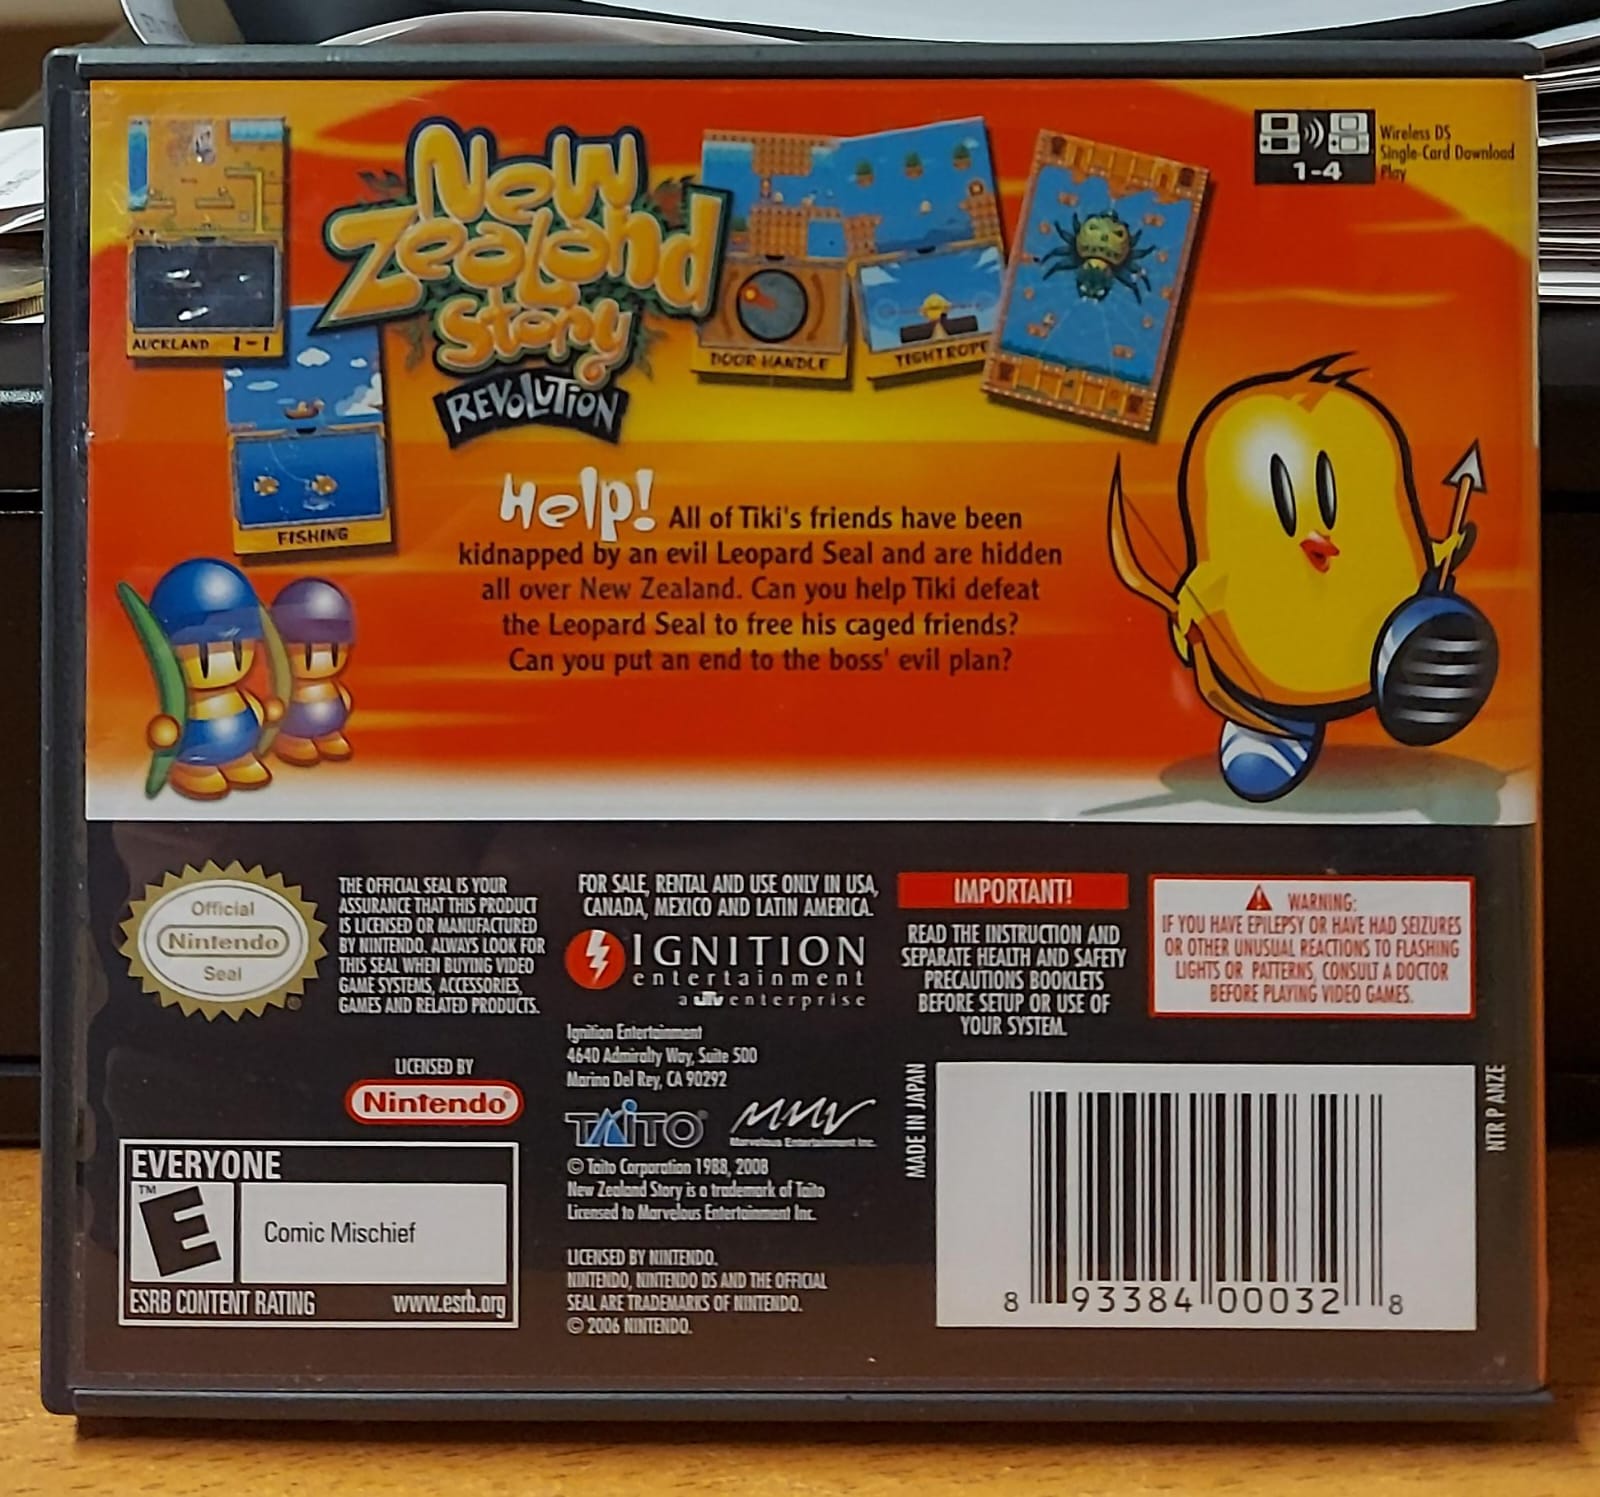 New
Zealand
Story
REVOLUTION
AUCKLAND 1-1
FISHING
DOOR HANDLE
TIGHTROPE
1-4
Wireless DS
Single-Card Download
Play
Help! All of Tiki's friends have been
kidnapped by an evil Leopard Seal and are hidden
all over New Zealand. Can you help Tiki defeat
the Leopard Seal to free his caged friends?
Can you put an end to the boss' evil plan?
Official
Nintendo
Seal
THE OFFICIAL SEAL IS YOUR
ASSURANCE THAT THIS PRODUCT
IS LICENSED OR MANUFACTURED
BY NINTENDO. ALWAYS LOOK FOR
THIS SEAL WHEN BUYING VIDEO
GAME SYSTEMS, ACCESSORIES,
GAMES AND RELATED PRODUCTS.
LICENSED BY
Nintendo®
EVERYONE
E
TM
Comic Mischief
ESRB CONTENT RATING www.esrb.org
FOR SALE, RENTAL AND USE ONLY IN USA,
CANADA, MEXICO AND LATIN AMERICA.
IGNITION
entertainment
a UTV enterprise
Ignition Entertainment
4640 Admiralty Way, Suite 500
Marina Del Rey, CA 90292
TAITO®
MMV
Marvelous Entertainment Inc.
© Taito Corporation 1988, 2008
New Zealand Story is a trademark of Taito
Licensed to Marvelous Entertainment Inc.
LICENSED BY NINTENDO.
NINTENDO, NINTENDO DS AND THE OFFICIAL
SEAL ARE TRADEMARKS OF NINTENDO.
© 2006 NINTENDO.
IMPORTANT!
READ THE INSTRUCTION AND
SEPARATE HEALTH AND SAFETY
PRECAUTIONS BOOKLETS
BEFORE SETUP OR USE OF
YOUR SYSTEM.
WARNING:
IF YOU HAVE EPILEPSY OR HAVE HAD SEIZURES
OR OTHER UNUSUAL REACTIONS TO FLASHING
LIGHTS OR PATTERNS, CONSULT A DOCTOR
BEFORE PLAYING VIDEO GAMES.
MADE IN JAPAN
NTR P ANZE
8 93384 00032 8